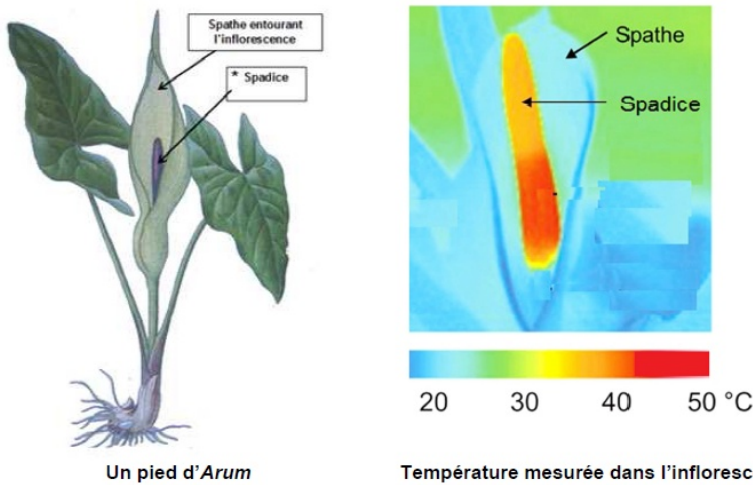 Spathe entourant
l'inflorescence
* Spadice
Spathe
Spadice
20 30 40 50 °C
Un pied d'Arum
Température mesurée dans l'infloresc